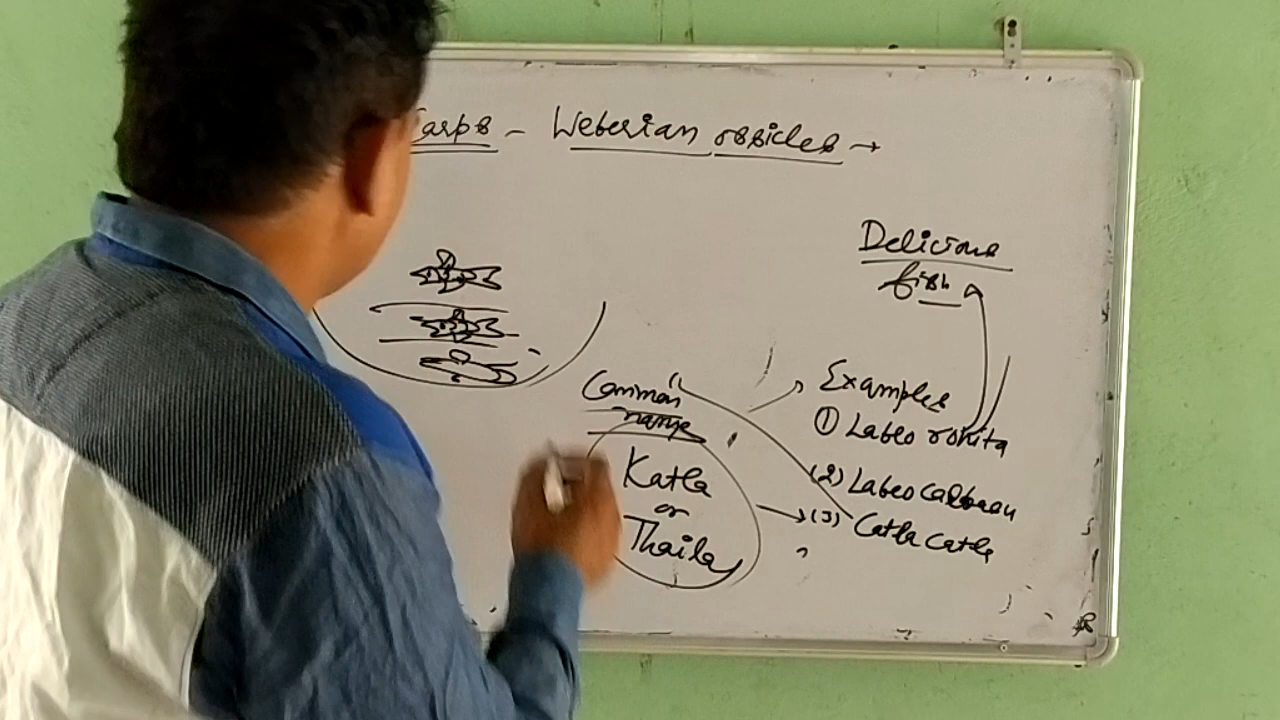 Carps - Weberian ossicles →
Delicious
fish
Common
name
Examples
① Labeo rohita
(2) Labeo calbasu
(3) Catla catla
Katla
or
Thaila